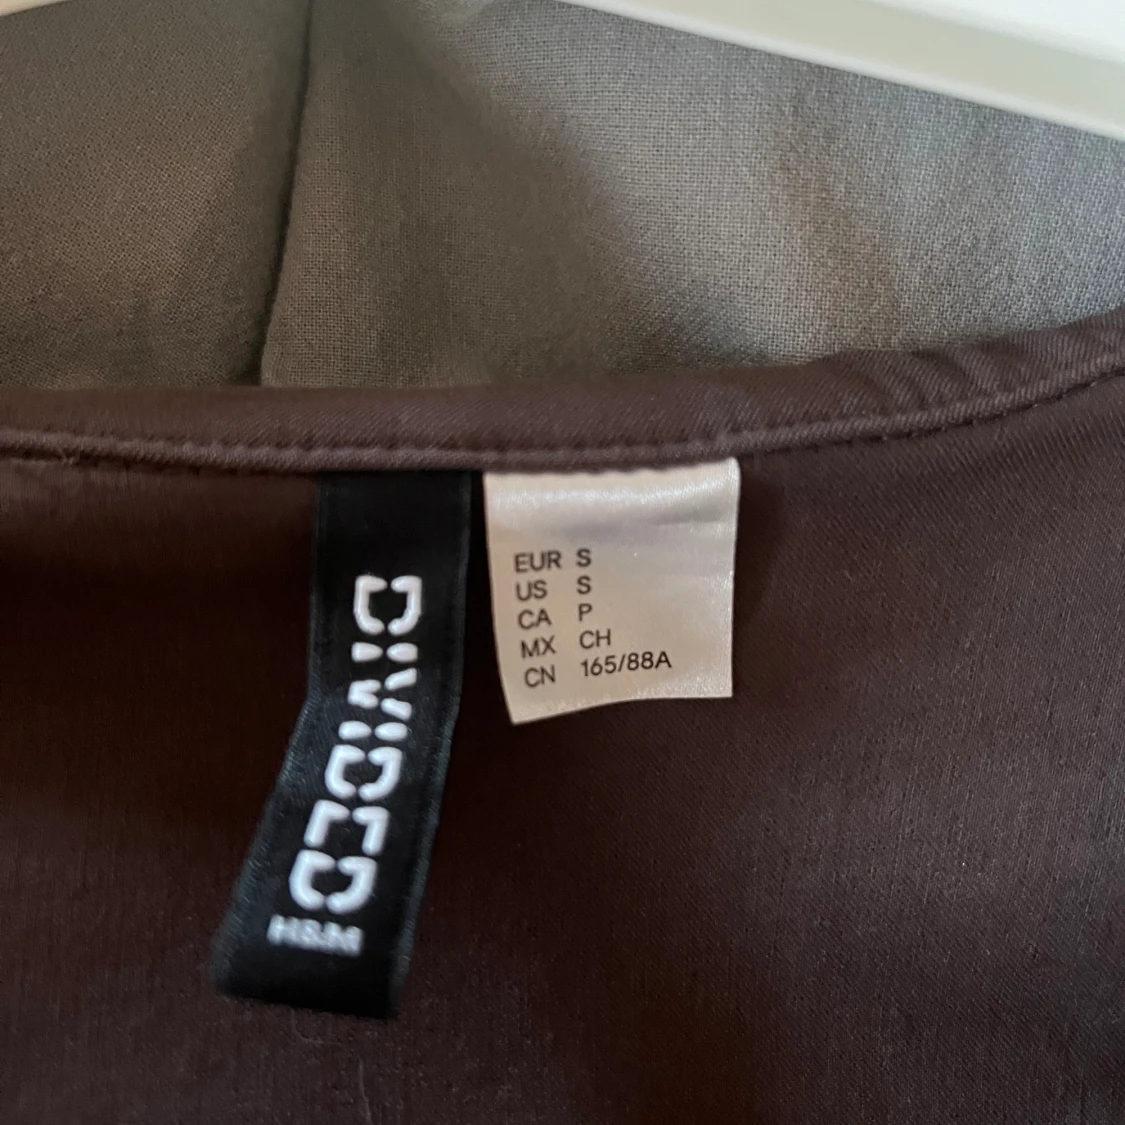 DIVIDED
H&M
EUR S
US S
CA P
MX CH
CN 165/88A